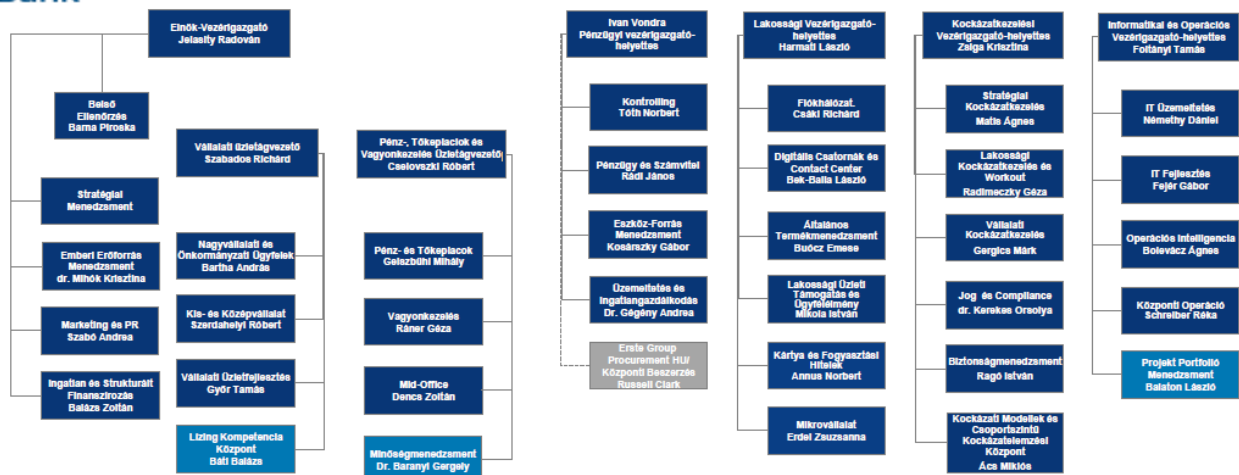 Elnök-Vezérigazgató
Jelasity Radován
Belső
Ellenőrzés
Barna Piroska
Stratégiai
Menedzsment
Emberi Erőforrás
Menedzsment
dr. Mihók Krisztina
Marketing és PR
Szabó Andrea
Ingatlan és Strukturált
Finanszírozás
Balázs Zoltán
Vállalati üzletágvezető
Szabados Richárd
Nagyvállalati és
Önkormányzati Ügyfelek
Bartha András
Kis- és Középvállalat
Szerdahelyi Róbert
Vállalati Üzletfejlesztés
Győr Tamás
Lízing Kompetencia
Központ
Báti Balázs
Pénz-, Tőkepiacok és
Vagyonkezelés Üzletágvezető
Cselovszki Róbert
Pénz- és Tőkepiacok
Geiszbühl Mihály
Vagyonkezelés
Ráner Géza
Mid-Office
Dencs Zoltán
Minőségmenedzsment
Dr. Baranyi Gergely
Ivan Vondra
Pénzügyi vezérigazgató-
helyettes
Kontrolling
Tóth Norbert
Pénzügy és Számvitel
Rádi János
Eszköz-Forrás
Menedzsment
Kosárszky Gábor
Üzemeltetés és
Ingatlangazdálkodás
Dr. Gégény Andrea
Erste Group
Procurement HU/
Központi Beszerzés
Russell Clark
Lakossági Vezérigazgató-
helyettes
Harmati László
Fiókhálózat.
Csáki Richárd
Digitális Csatornák és
Contact Center
Bek-Balla László
Általános
Termékmenedzsment
Buócz Emese
Lakossági Üzleti
Támogatás és
Ügyfélélmény
Mikola István
Kártya és Fogyasztási
Hitelek
Annus Norbert
Mikrovállalat
Erdei Zsuzsanna
Kockázatkezelési
Vezérigazgató-helyettes
Zsiga Krisztina
Stratégiai
Kockázatkezelés
Matis Ágnes
Lakossági
Kockázatkezelés és
Workout
Radimeczky Géza
Vállalati
Kockázatkezelés
Gergics Márk
Jog és Compliance
dr. Kerekes Orsolya
Biztonságmenedzsment
Ragó István
Kockázati Modellek és
Csoportszintű
Kockázatelemzési
Központ
Ács Miklós
Informatikai és Operációs
Vezérigazgató-helyettes
Foltányi Tamás
IT Üzemeltetés
Némethy Dániel
IT Fejlesztés
Fejér Gábor
Operációs Intelligencia
Bolevácz Ágnes
Központi Operáció
Schreiber Réka
Projekt Portfolió
Menedzsment
Balaton László